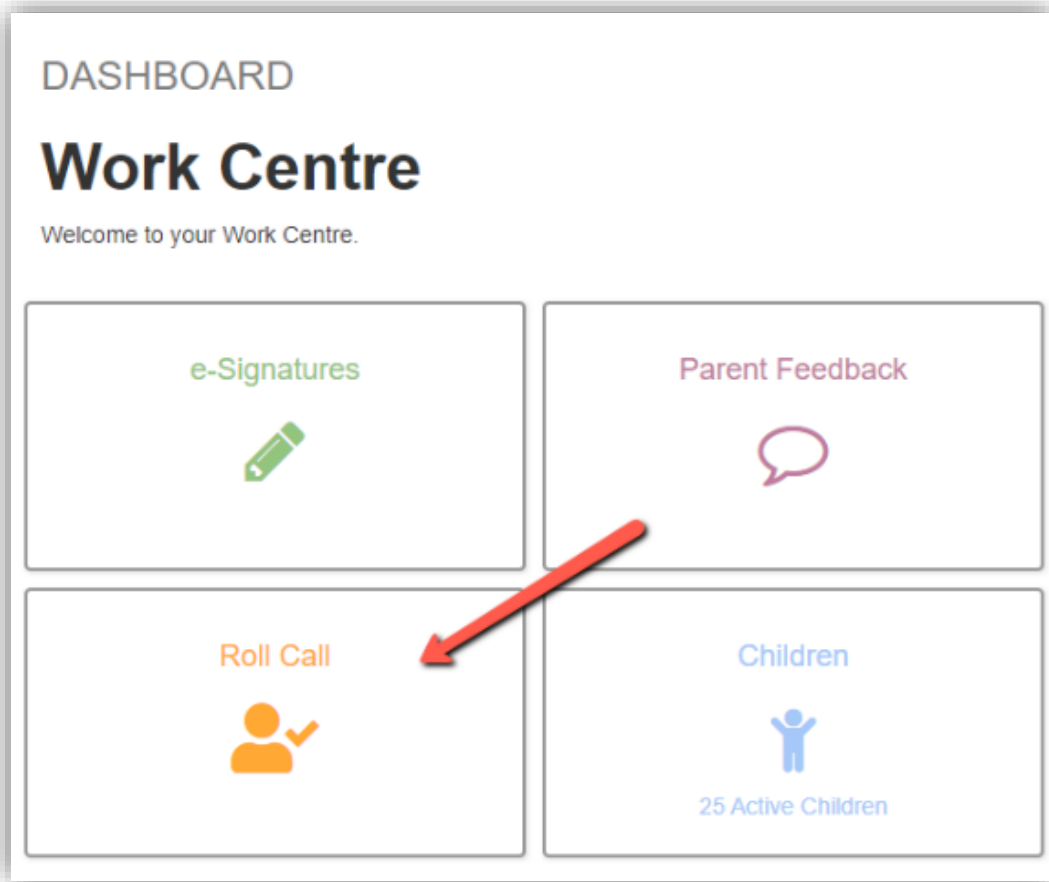 DASHBOARD
Work Centre
Welcome to your Work Centre.
e-Signatures
Parent Feedback
Roll Call
Children
25 Active Children